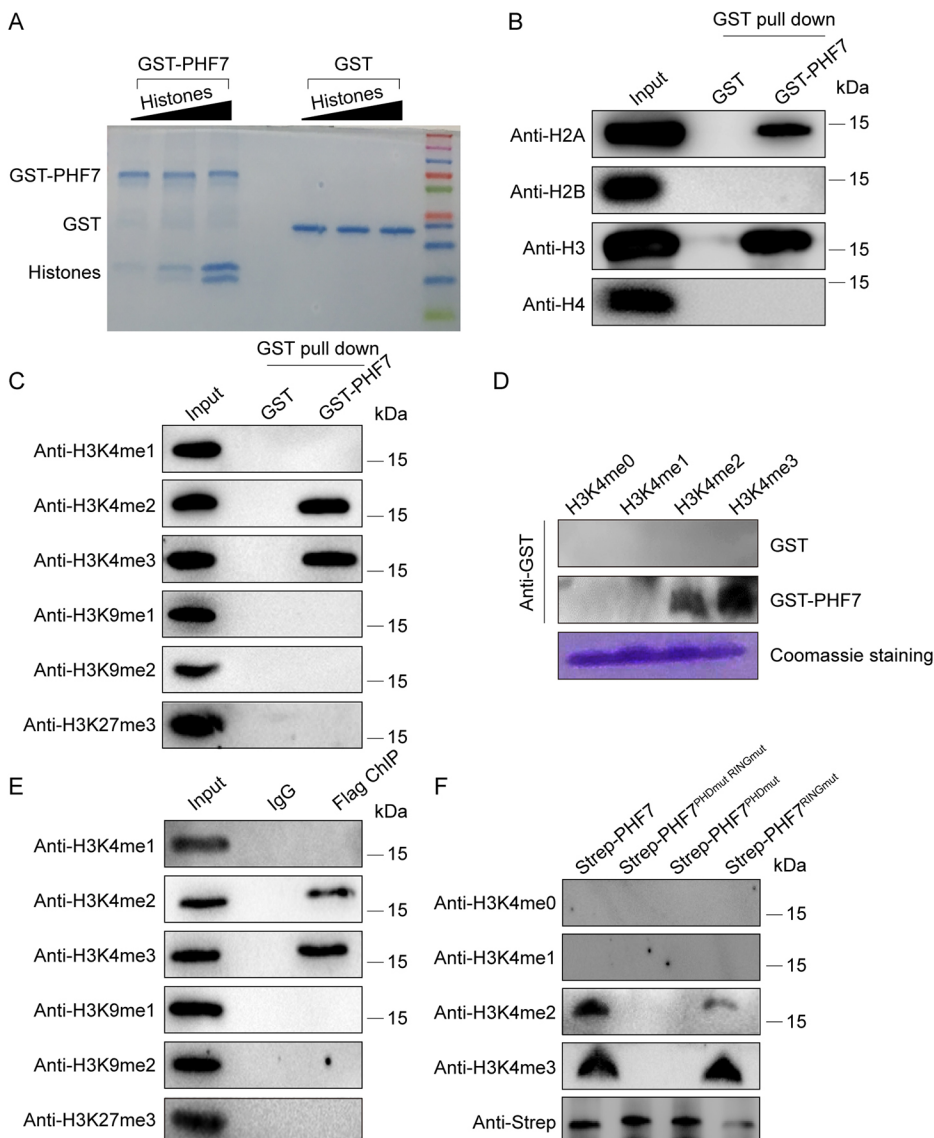 A
GST-PHF7
GST
Histones
Histones
GST-PHF7
GST
Histones
B
GST pull down
Input
GST
GST-PHF7
kDa
Anti-H2A
15
Anti-H2B
15
Anti-H3
15
Anti-H4
15
C
GST pull down
Input
GST
GST-PHF7
kDa
Anti-H3K4me1
15
Anti-H3K4me2
15
Anti-H3K4me3
15
Anti-H3K9me1
15
Anti-H3K9me2
15
Anti-H3K27me3
15
D
H3K4me0
H3K4me1
H3K4me2
H3K4me3
Anti-GST
GST
GST-PHF7
Coomassie staining
E
Input
IgG
Flag ChIP
kDa
Anti-H3K4me1
15
Anti-H3K4me2
15
Anti-H3K4me3
15
Anti-H3K9me1
15
Anti-H3K9me2
Anti-H3K27me3
F
Strep-PHF7
Strep-PHF7PHDmut RINGmut
Strep-PHF7PHDmut
Strep-PHF7RINGmut
kDa
Anti-H3K4me0
15
Anti-H3K4me1
15
Anti-H3K4me2
15
Anti-H3K4me3
Anti-Strep